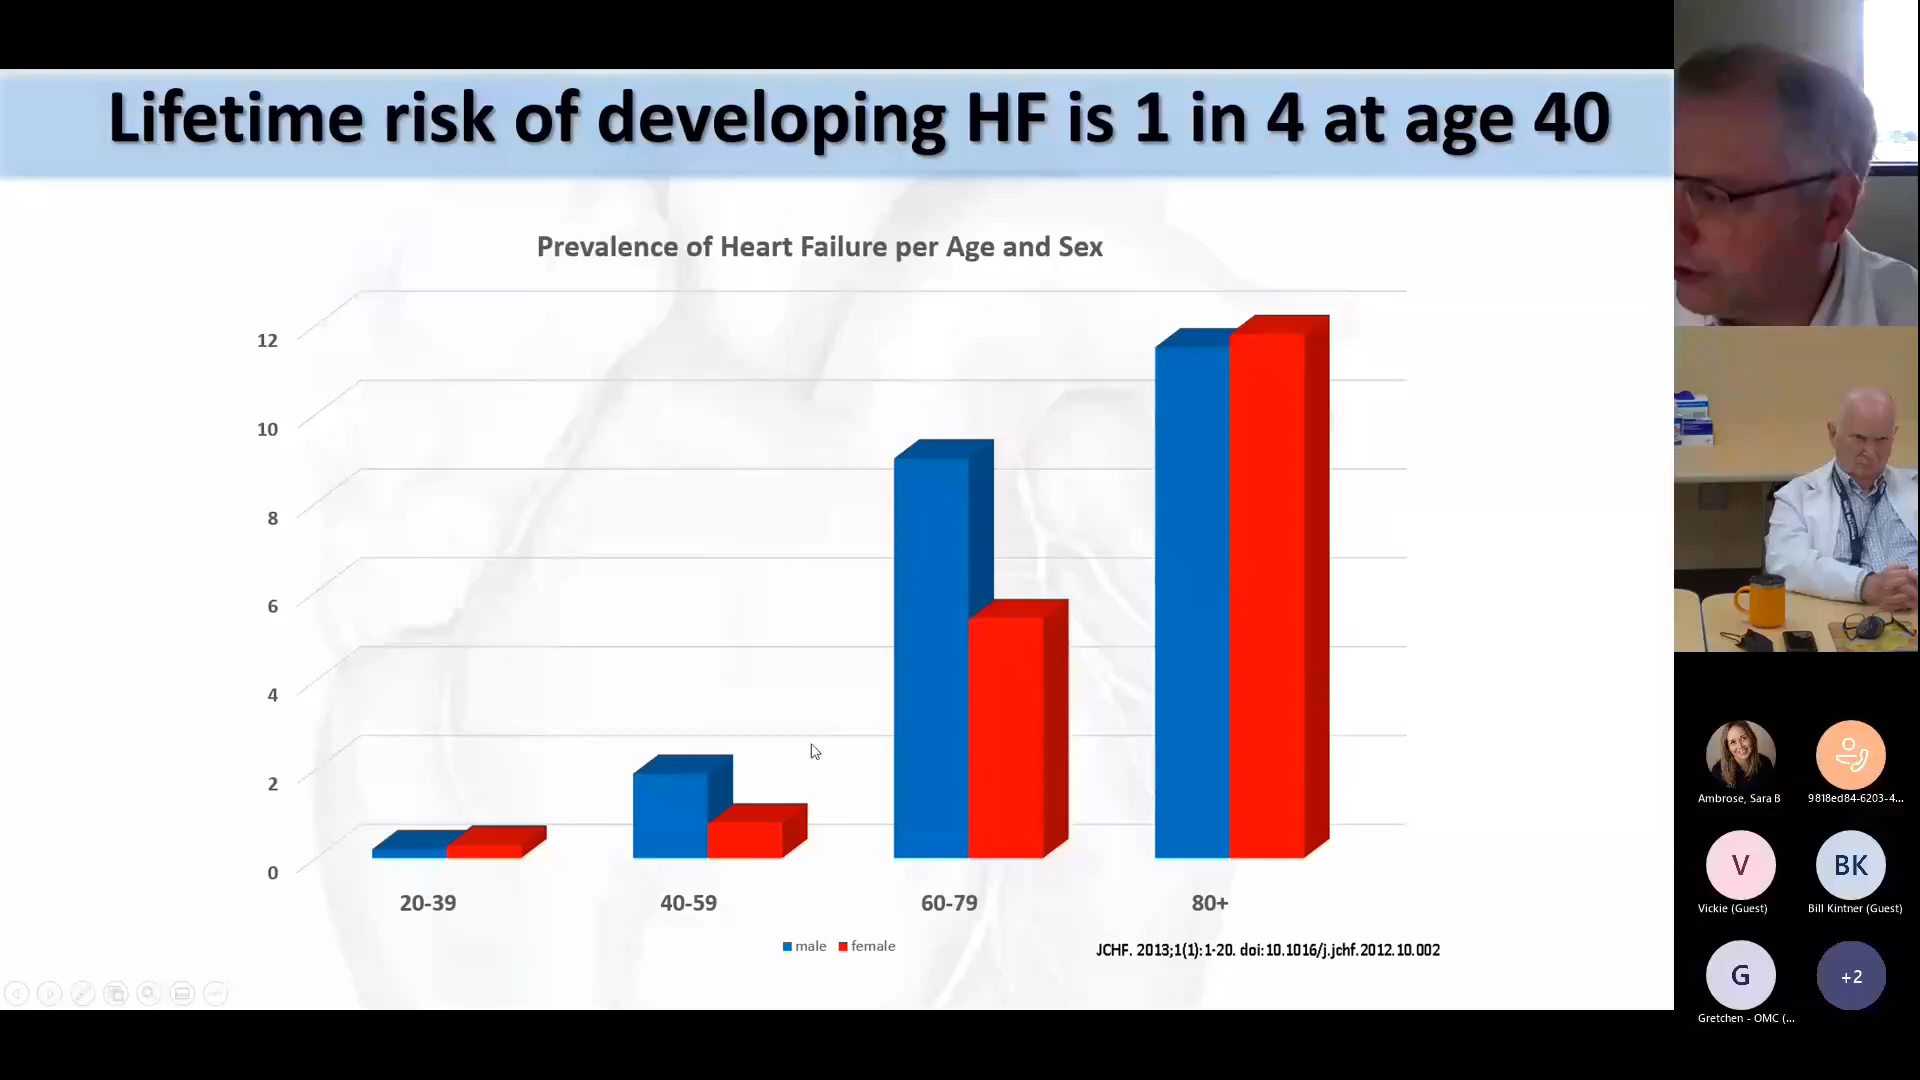 Lifetime risk of developing HF is 1 in 4 at age 40
Prevalence of Heart Failure per Age and Sex
12
10
8
6
4
2
0
20-39
40-59
60-79
80+
male
female
JCHF. 2013;1(1):1-20. doi:10.1016/j.jchf.2012.10.002
Ambrose, Sara B
9818ed84-6203-4...
V
BK
Vickie (Guest)
Bill Kintner (Guest)
G
+2
Gretchen - OMC (...